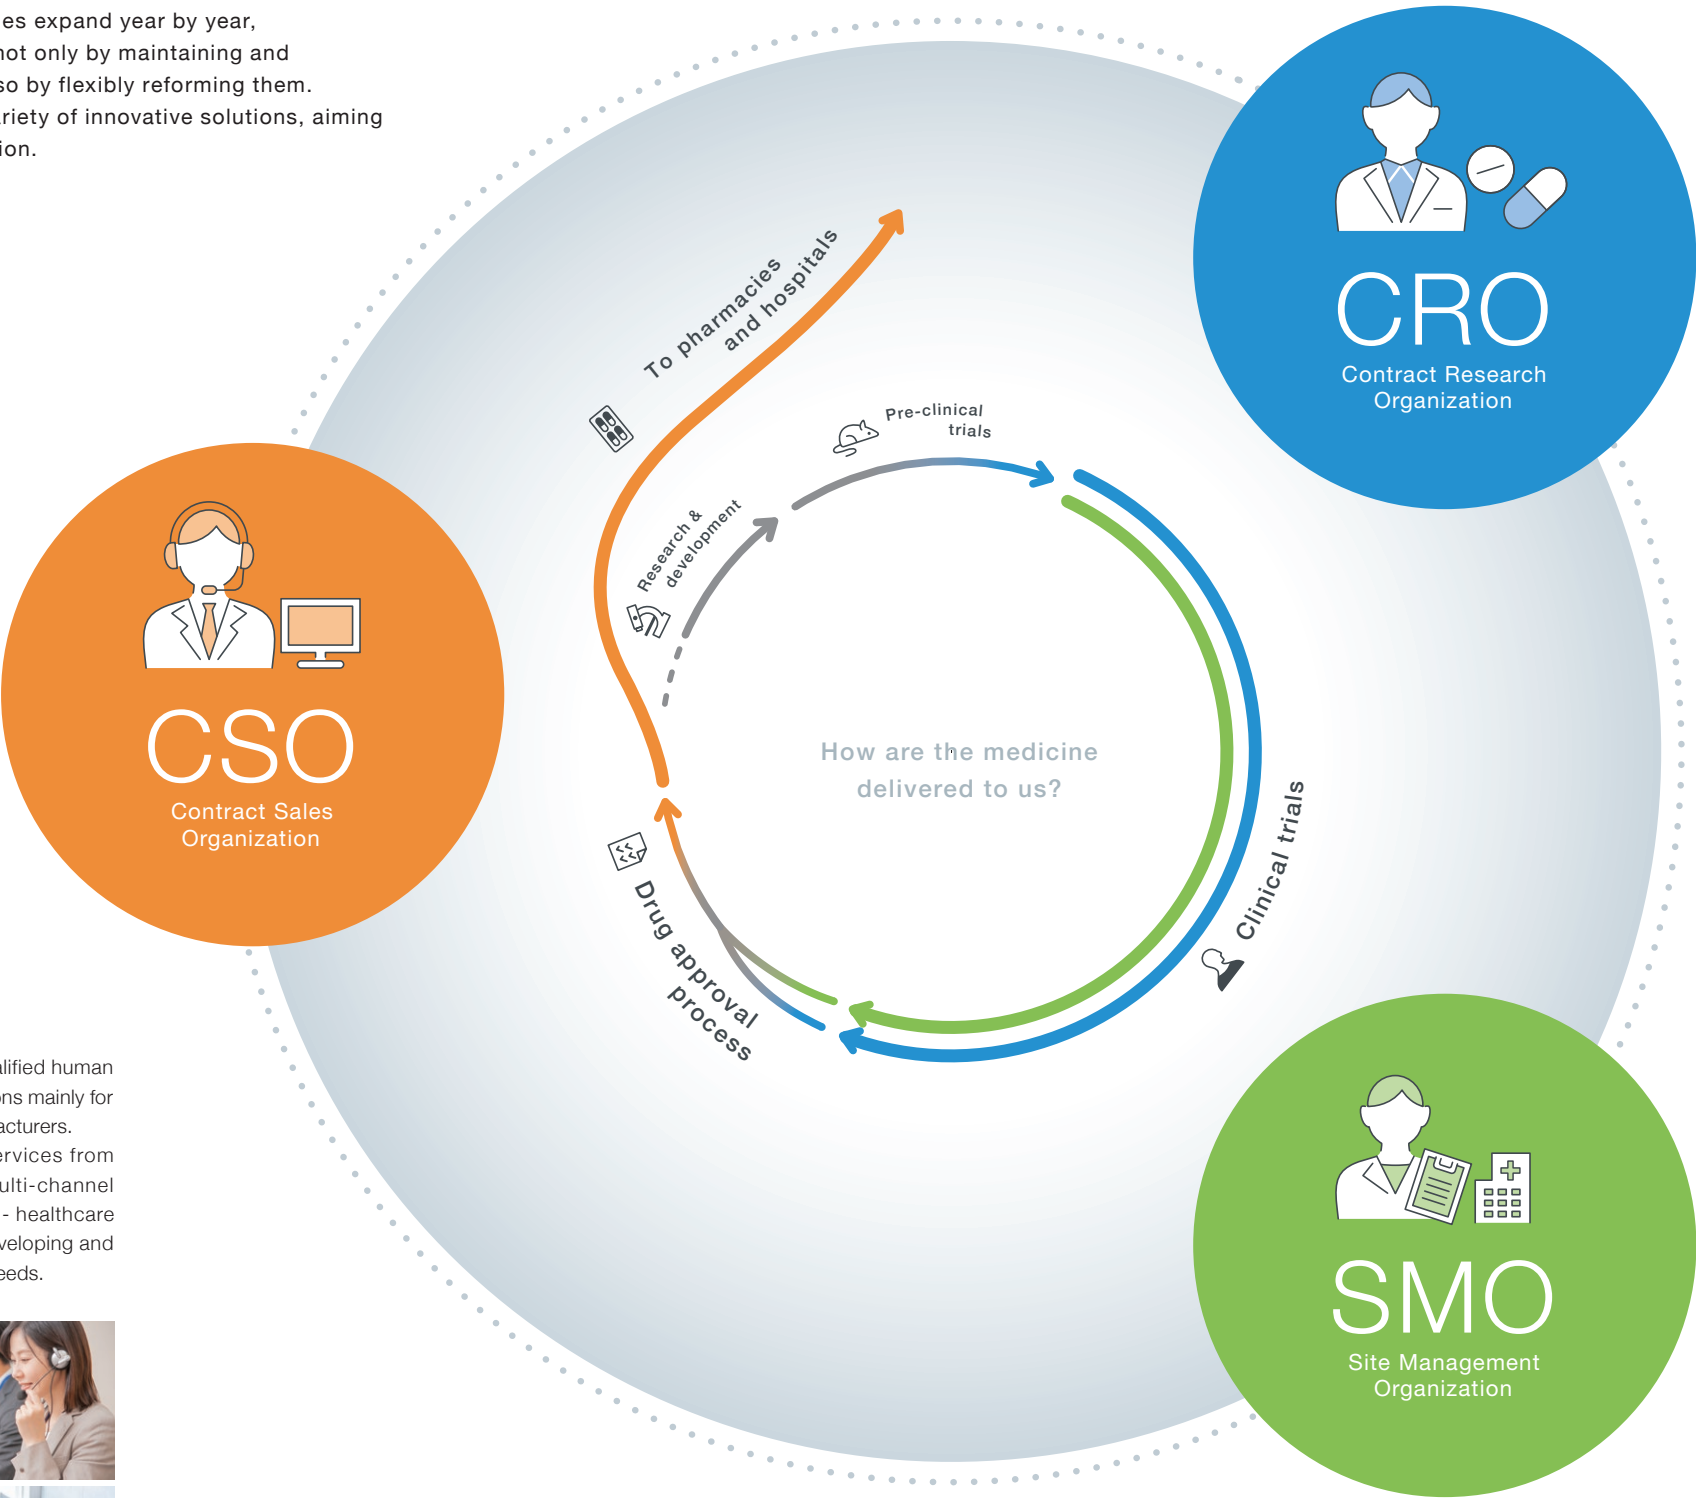 es expand year by year,
not only by maintaining and
so by flexibly reforming them.
riety of innovative solutions, aiming
ion.
CRO
Contract Research
Organization
To pharmacies
and hospitals
Pre-clinical
trials
Research &
development
CSO
Contract Sales
Organization
How are the medicine
delivered to us?
Clinical trials
Drug approval
process
alified human
ons mainly for
acturers.
ervices from
ulti-channel
- healthcare
veloping and
eeds.
SMO
Site Management
Organization